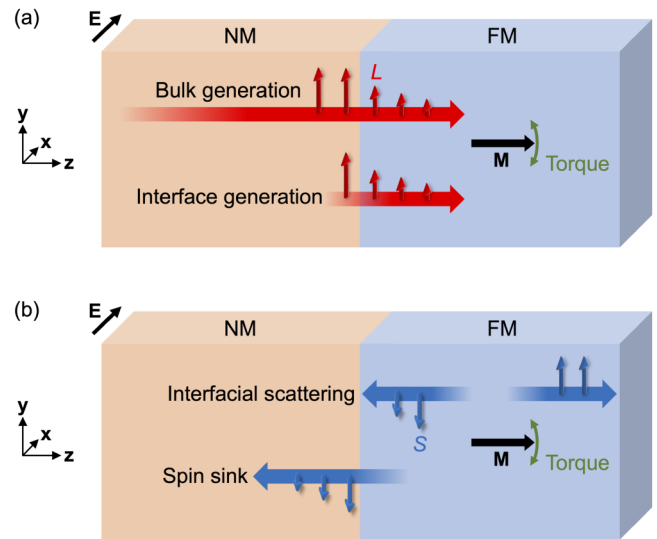 (a)
E
NM
FM
Bulk generation
L
y
x
z
M
Torque
Interface generation
(b)
E
NM
FM
Interfacial scattering
S
y
x
z
M
Torque
Spin sink